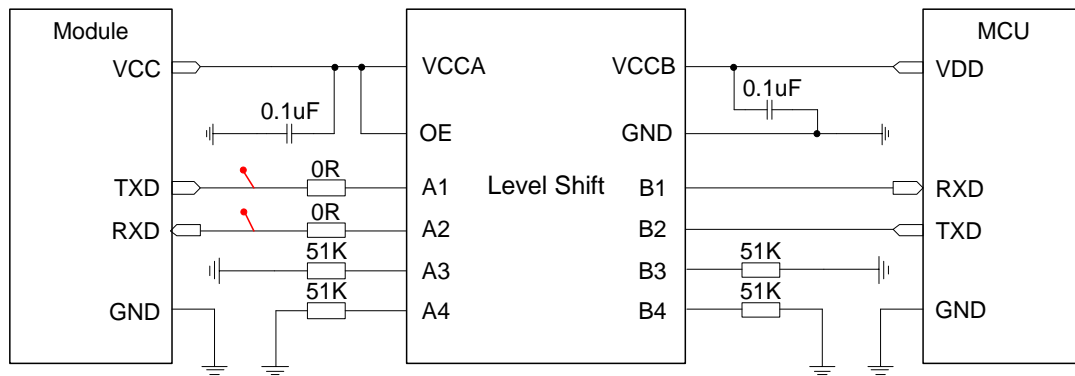 Module
MCU
VCC
VCCA
VCCB
VDD
0.1uF
0.1uF
OE
GND
TXD
0R
A1
Level Shift
B1
RXD
RXD
0R
A2
B2
TXD
51K
A3
B3
51K
GND
51K
A4
B4
51K
GND